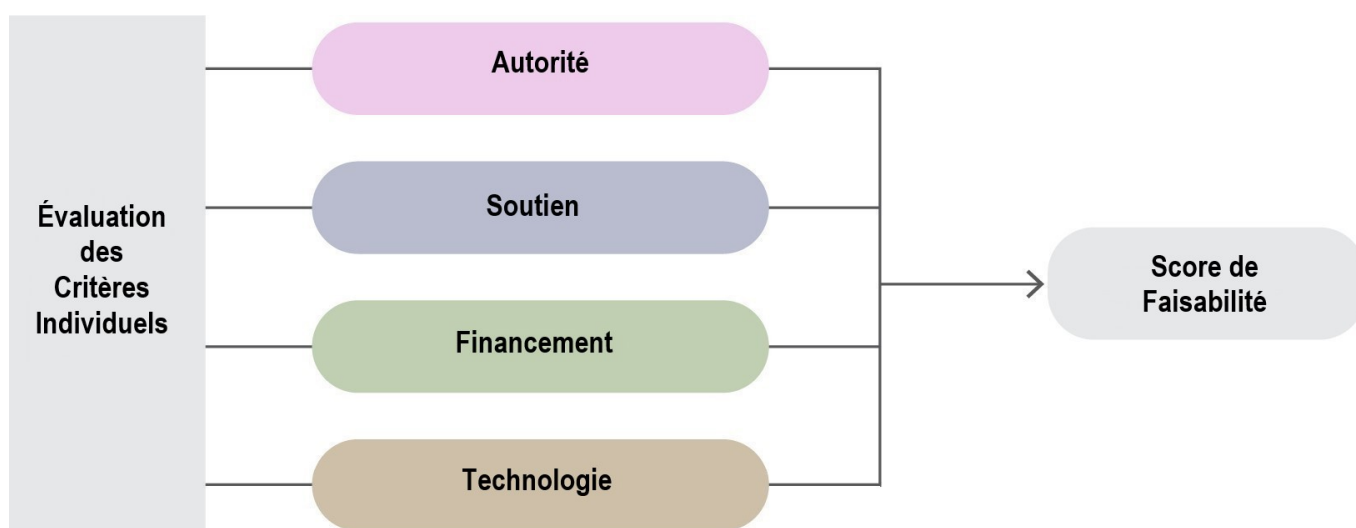 Évaluation
des
Critères
Individuels
Autorité
Soutien
Financement
Technologie
Score de
Faisabilité